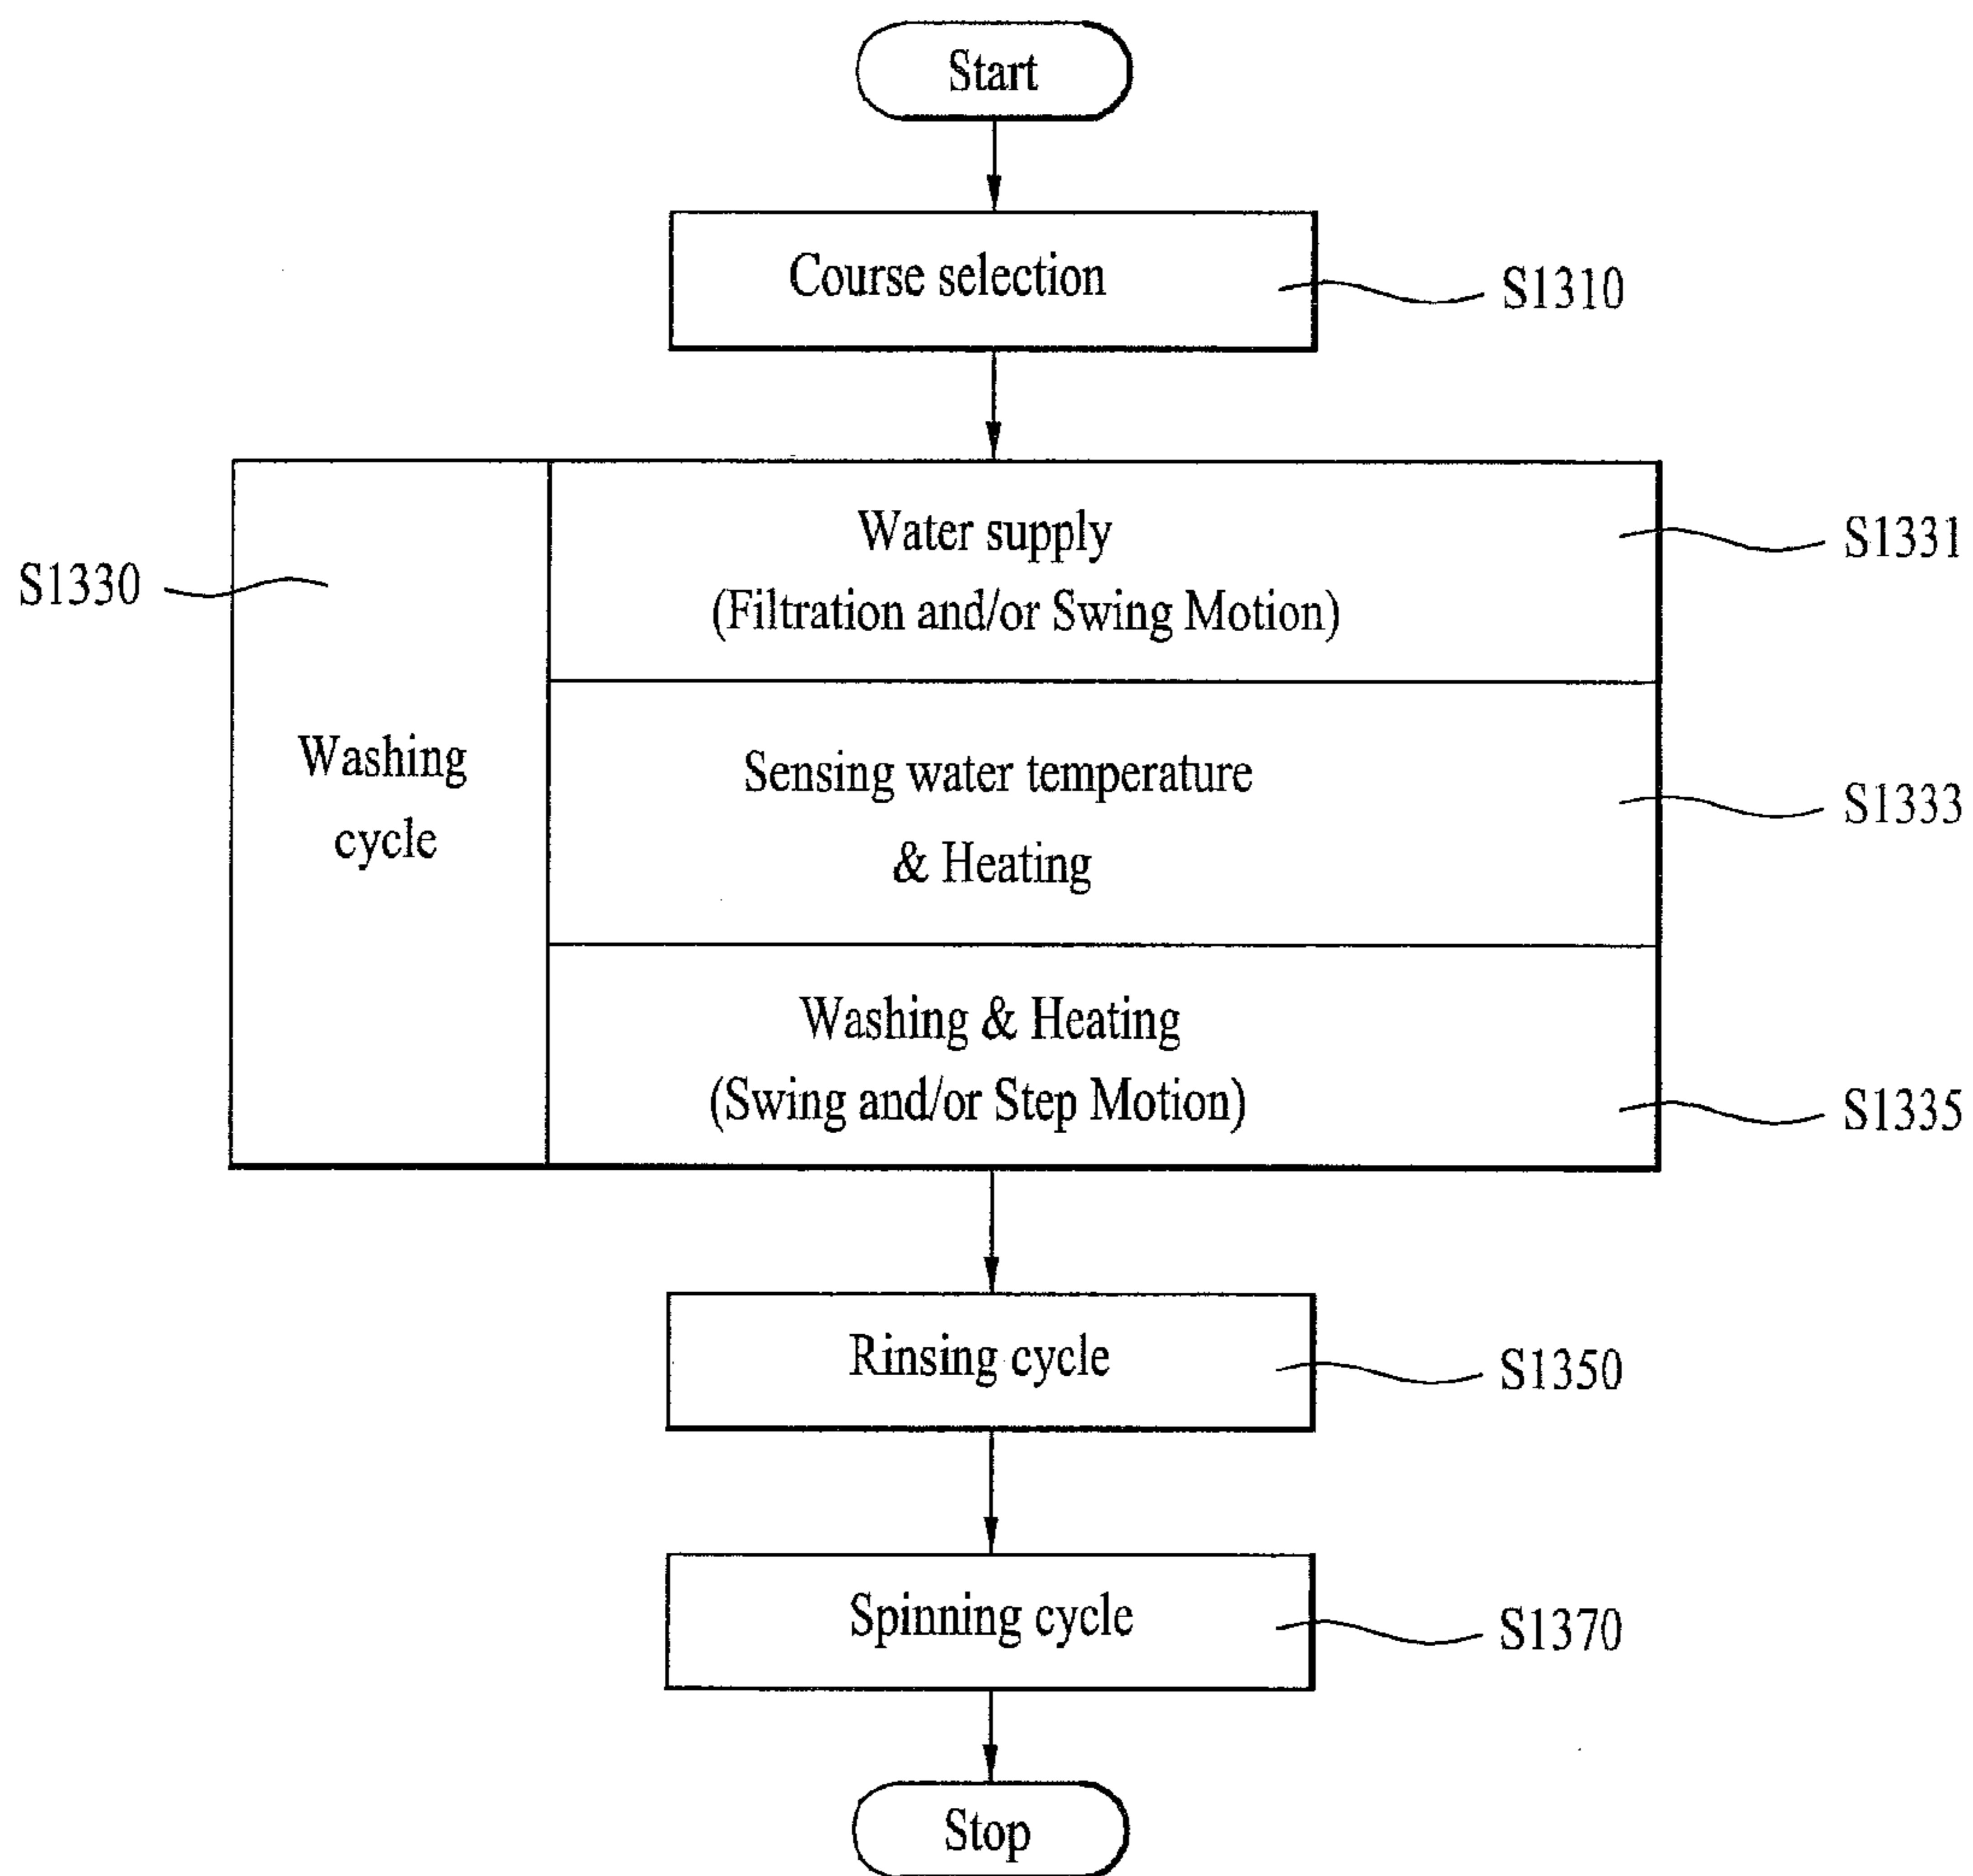 Start
Course selection
S1310
Water supply
S1331
(Filtration and/or Swing Motion)
S1330
Washing
cycle
Sensing water temperature
S1333
& Heating
Washing & Heating
(Swing and/or Step Motion)
S1335
Rinsing cycle
S1350
Spinning cycle
S1370
Stop